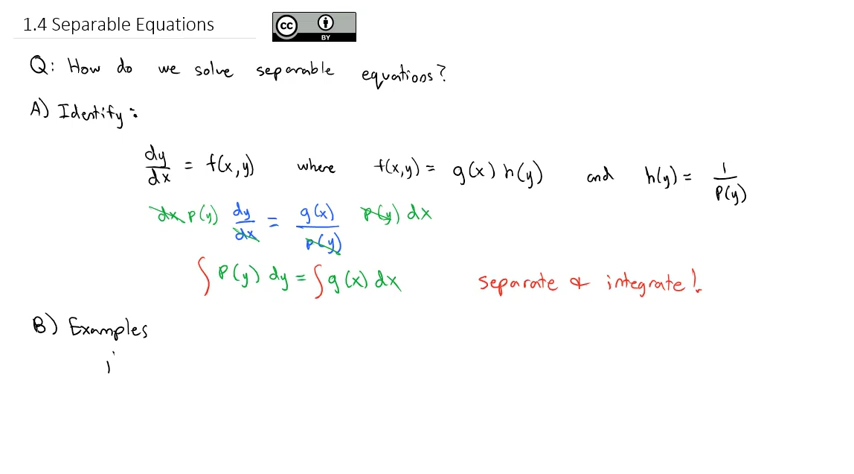 1.4 Separable Equations
cc BY
Q: How do we solve separable equations?
A) Identify:
dy/dx = f(x,y) where f(x,y) = g(x) h(y) and h(y) = 1/P(y)
dx P(y) dy/dx = g(x)/P(y) P(y) dx
∫ P(y) dy = ∫ g(x) dx separate & integrate!
B) Examples